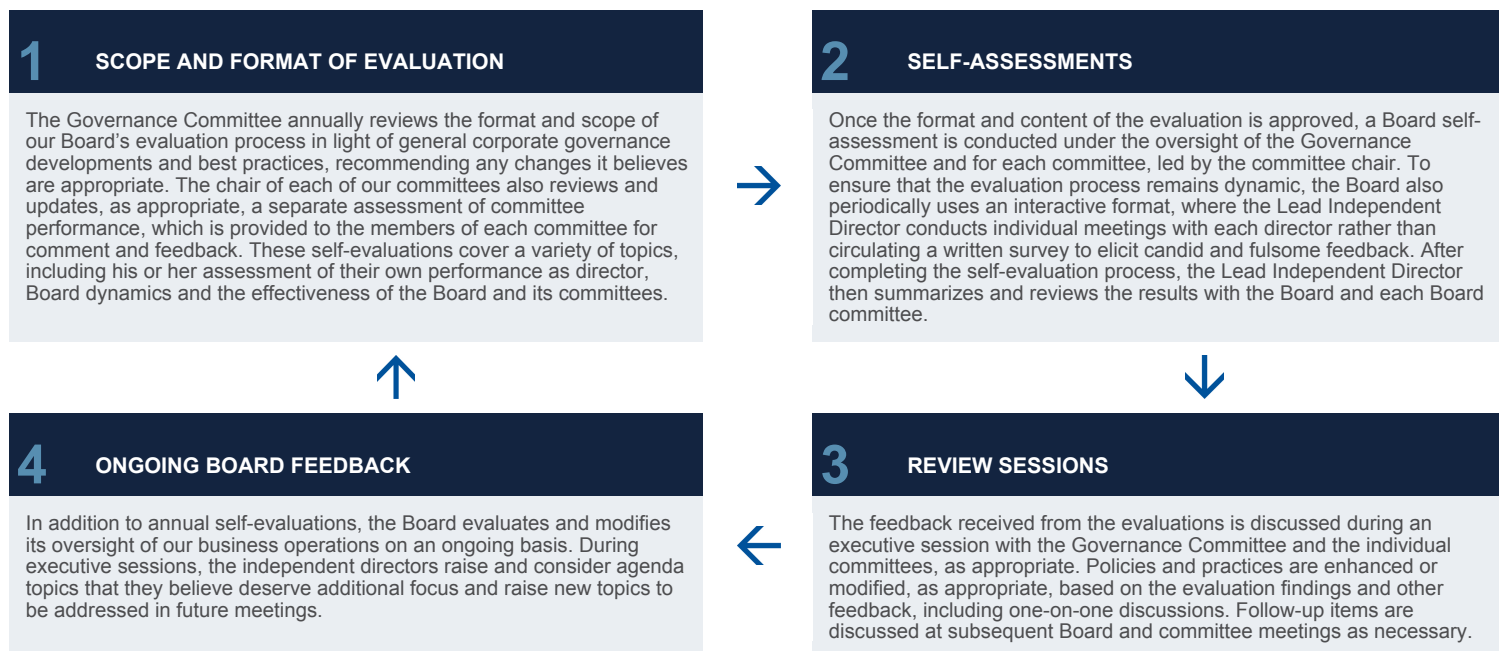 1 SCOPE AND FORMAT OF EVALUATION
The Governance Committee annually reviews the format and scope of
our Board’s evaluation process in light of general corporate governance
developments and best practices, recommending any changes it believes
are appropriate. The chair of each of our committees also reviews and
updates, as appropriate, a separate assessment of committee
performance, which is provided to the members of each committee for
comment and feedback. These self-evaluations cover a variety of topics,
including his or her assessment of their own performance as director,
Board dynamics and the effectiveness of the Board and its committees.
2 SELF-ASSESSMENTS
Once the format and content of the evaluation is approved, a Board self-
assessment is conducted under the oversight of the Governance
Committee and for each committee, led by the committee chair. To
ensure that the evaluation process remains dynamic, the Board also
periodically uses an interactive format, where the Lead Independent
Director conducts individual meetings with each director rather than
circulating a written survey to elicit candid and fulsome feedback. After
completing the self-evaluation process, the Lead Independent Director
then summarizes and reviews the results with the Board and each Board
committee.
3 REVIEW SESSIONS
The feedback received from the evaluations is discussed during an
executive session with the Governance Committee and the individual
committees, as appropriate. Policies and practices are enhanced or
modified, as appropriate, based on the evaluation findings and other
feedback, including one-on-one discussions. Follow-up items are
discussed at subsequent Board and committee meetings as necessary.
4 ONGOING BOARD FEEDBACK
In addition to annual self-evaluations, the Board evaluates and modifies
its oversight of our business operations on an ongoing basis. During
executive sessions, the independent directors raise and consider agenda
topics that they believe deserve additional focus and raise new topics to
be addressed in future meetings.